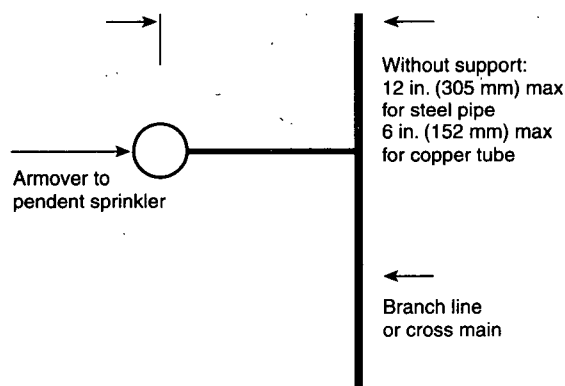 Without support:
12 in. (305 mm) max
for steel pipe
6 in. (152 mm) max
for copper tube
Armover to
pendent sprinkler
Branch line
or cross main